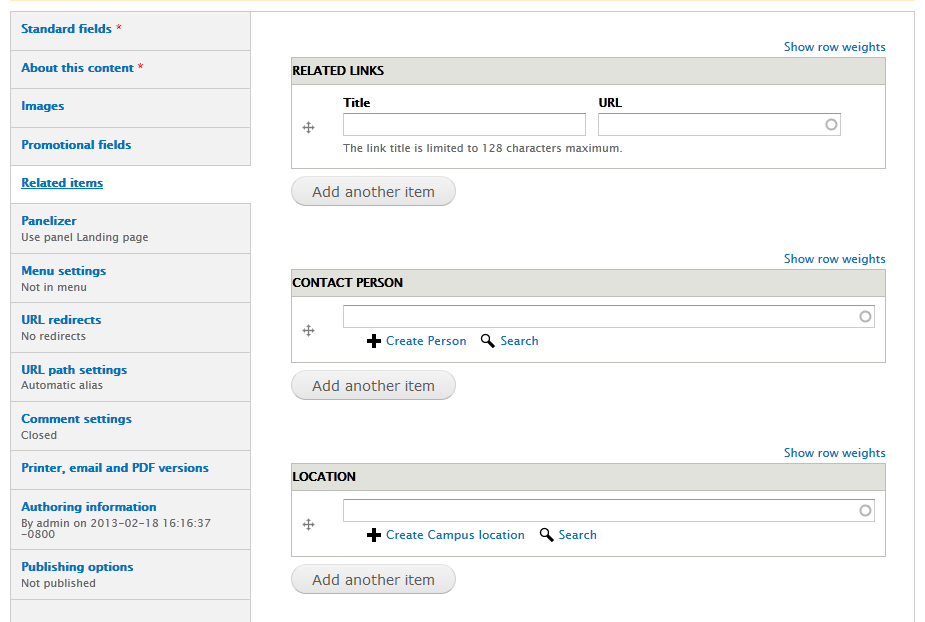 Standard fields *
About this content *
Images
Promotional fields
Related items
Panelizer
Use panel Landing page
Menu settings
Not in menu
URL redirects
No redirects
URL path settings
Automatic alias
Comment settings
Closed
Printer, email and PDF versions
Authoring information
By admin on 2013-02-18 16:16:37
-0800
Publishing options
Not published
Show row weights
RELATED LINKS
Title URL
The link title is limited to 128 characters maximum.
Add another item
Show row weights
CONTACT PERSON
Create Person Search
Add another item
Show row weights
LOCATION
Create Campus location Search
Add another item